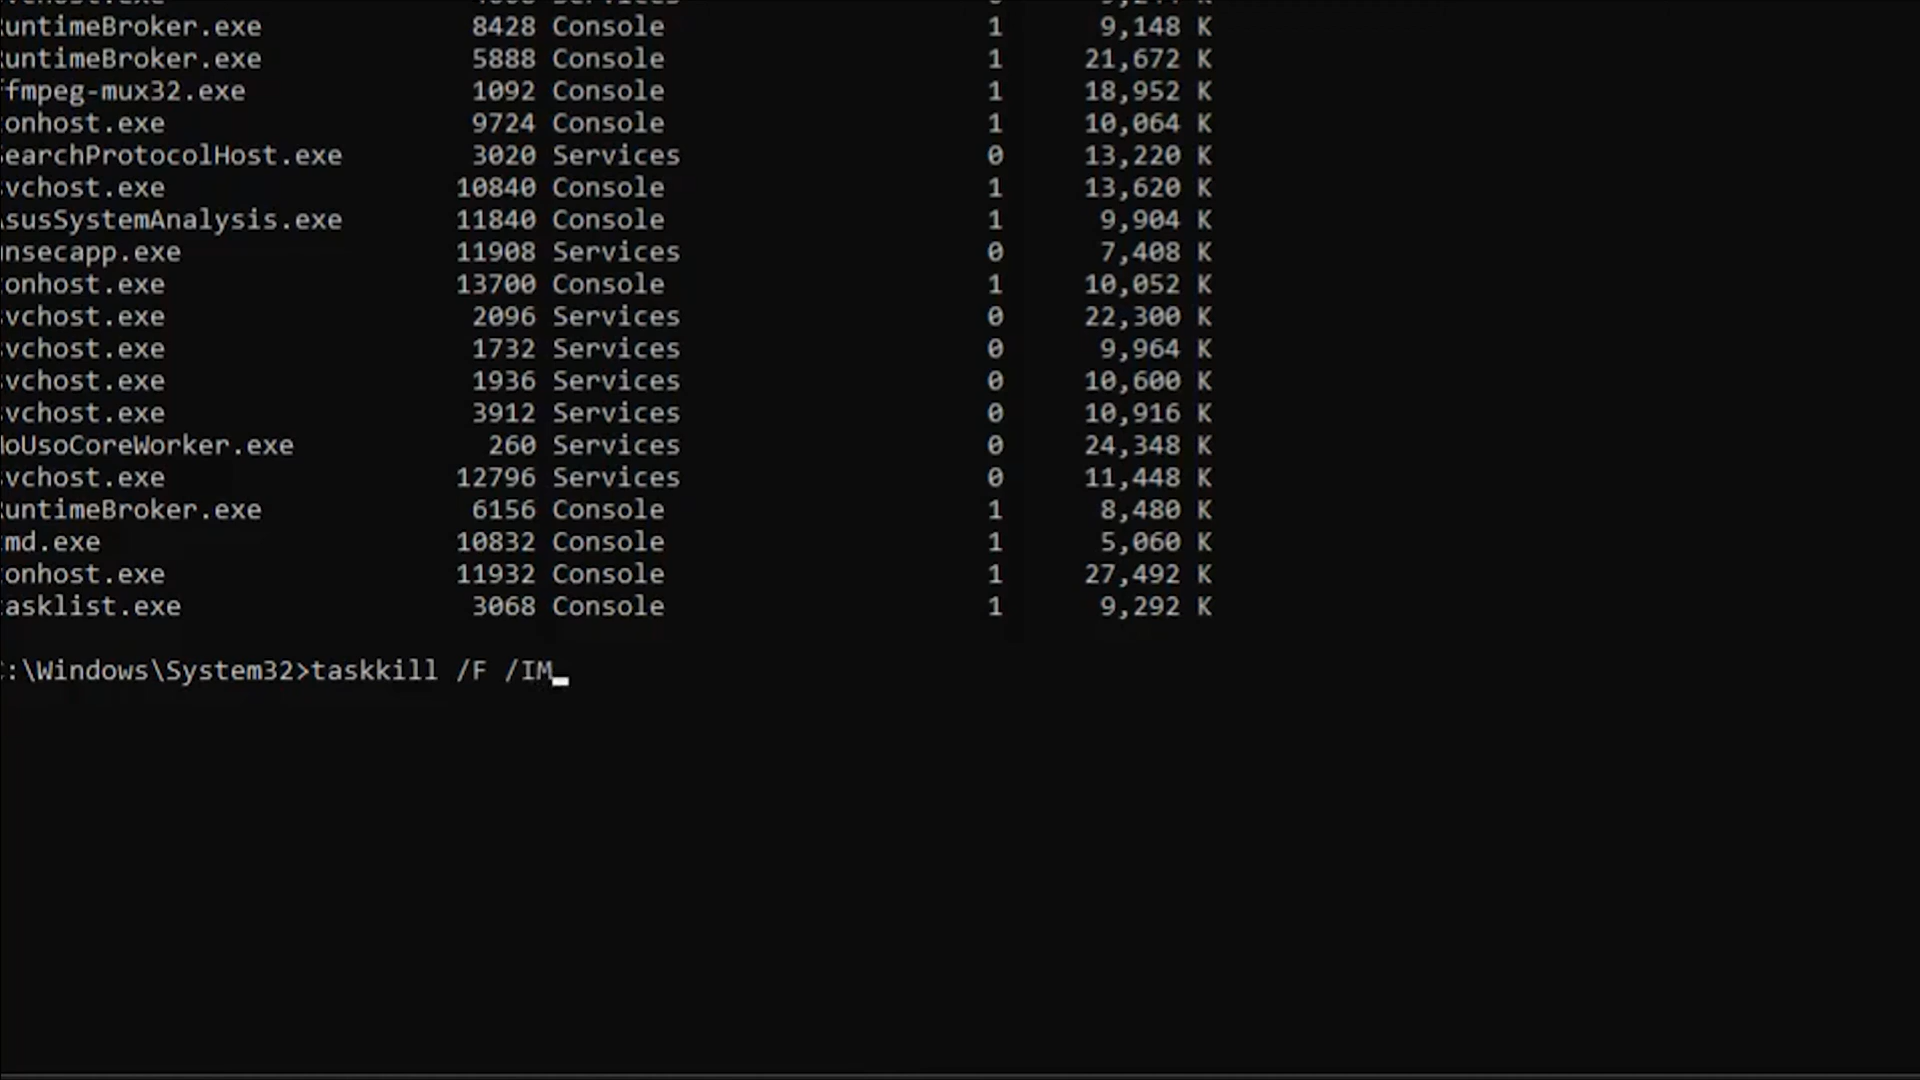 untimeBroker.exe 8428 Console 1 9,148 K
untimeBroker.exe 5888 Console 1 21,672 K
fmpeg-mux32.exe 1092 Console 1 18,952 K
onhost.exe 9724 Console 1 10,064 K
earchProtocolHost.exe 3020 Services 0 13,220 K
vchost.exe 10840 Console 1 13,620 K
susSystemAnalysis.exe 11840 Console 1 9,904 K
nsecapp.exe 11908 Services 0 7,408 K
onhost.exe 13700 Console 1 10,052 K
vchost.exe 2096 Services 0 22,300 K
vchost.exe 1732 Services 0 9,964 K
vchost.exe 1936 Services 0 10,600 K
vchost.exe 3912 Services 0 10,916 K
oUsoCoreWorker.exe 260 Services 0 24,348 K
vchost.exe 12796 Services 0 11,448 K
untimeBroker.exe 6156 Console 1 8,480 K
md.exe 10832 Console 1 5,060 K
onhost.exe 11932 Console 1 27,492 K
asklist.exe 3068 Console 1 9,292 K
:\Windows\System32>taskkill /F /IM